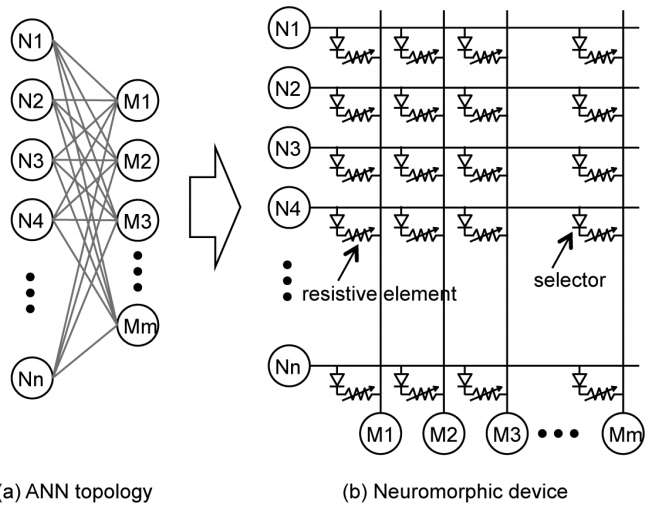 N1
N2
N3
N4
Nn
M1
M2
M3
Mm
N1
N2
N3
N4
Nn
resistive element
selector
M1
M2
M3
Mm
(a) ANN topology
(b) Neuromorphic device